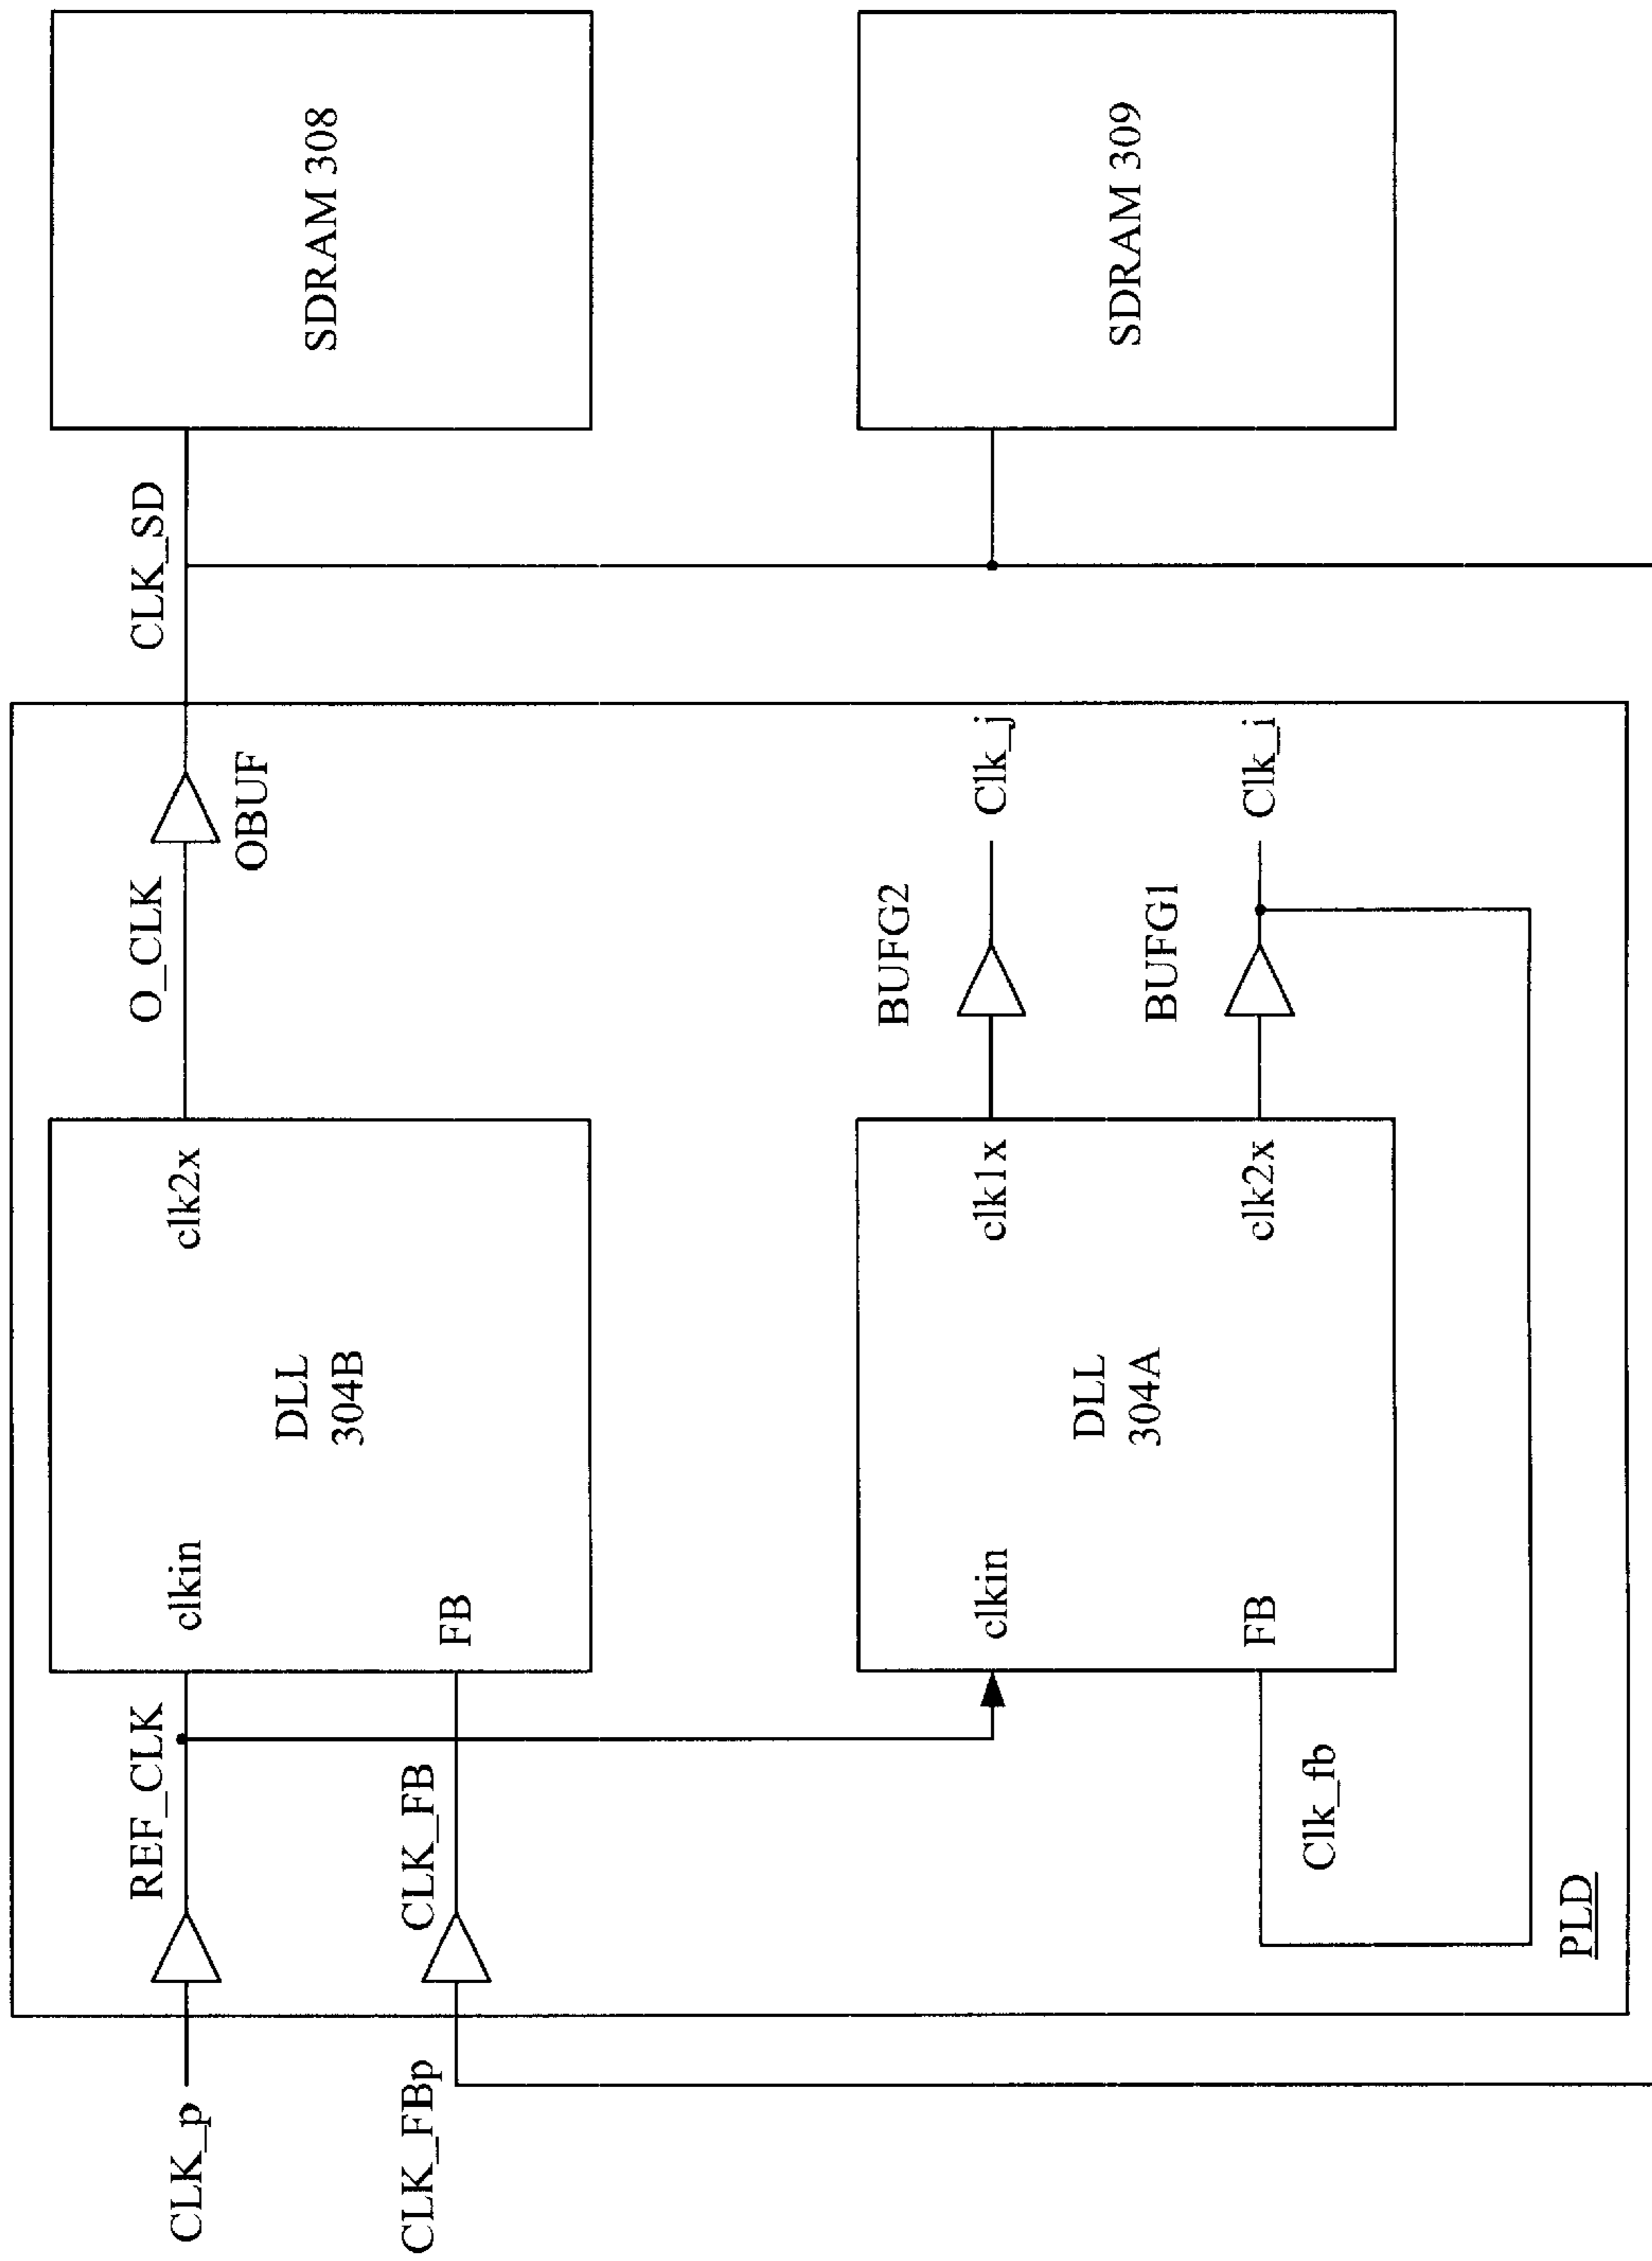 CLK_p
REF_CLK
clkin
clk2x
O_CLK
OBUF
CLK_SD
SDRAM 308
CLK_FBp
CLK_FB
FB
DLL
304B
clkin
FB
DLL
304A
clk1x
clk2x
BUFG2
Clk_j
BUFG1
Clk_i
SDRAM 309
Clk_fb
PLD